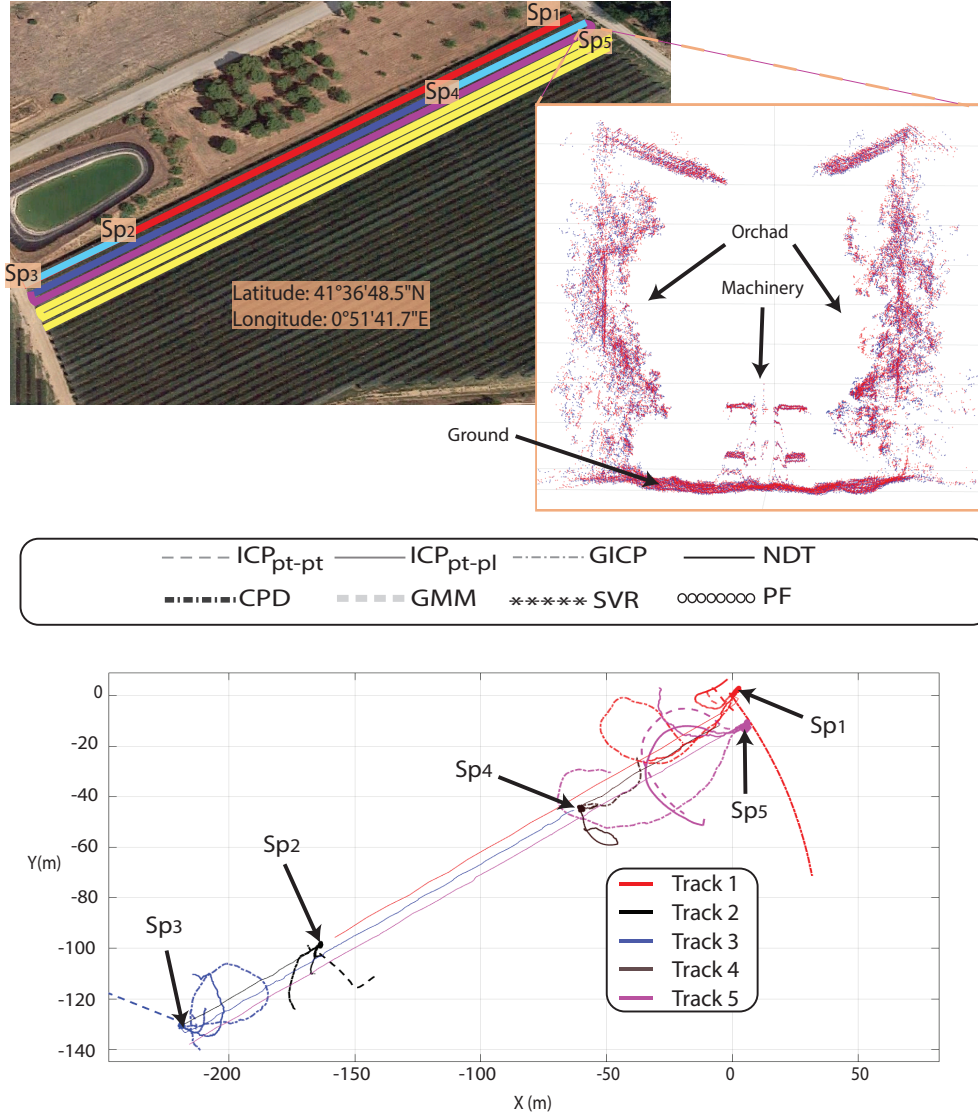 Sp1
Sp5
Sp4
Sp2
Sp3
Latitude: 41°36'48.5"N
Longitude: 0°51'41.7"E
Orchad
Machinery
Ground
ICPpt-pt ICPpt-pl GICP NDT
CPD GMM SVR PF
0
-20
-40
-60
-80
-100
-120
-140
Y(m)
Sp1
Sp4
Sp5
Sp2
Sp3
Track 1
Track 2
Track 3
Track 4
Track 5
-200 -150 -100 -50 0 50
X (m)